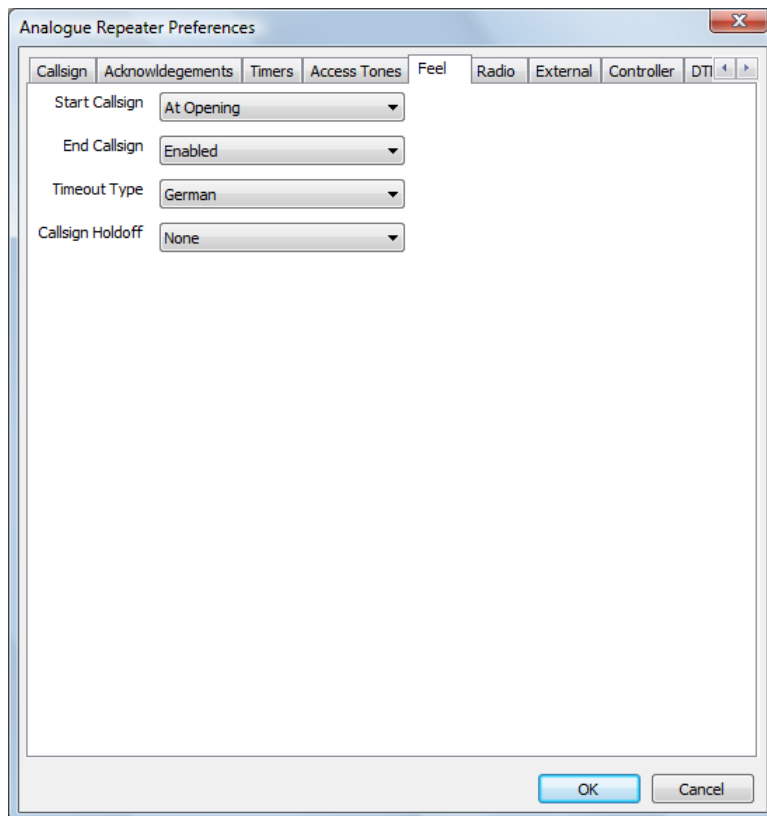 Analogue Repeater Preferences
Callsign Acknowldegements Timers Access Tones Feel Radio External Controller
Start Callsign At Opening
End Callsign Enabled
Timeout Type German
Callsign Holdoff None
OK Cancel